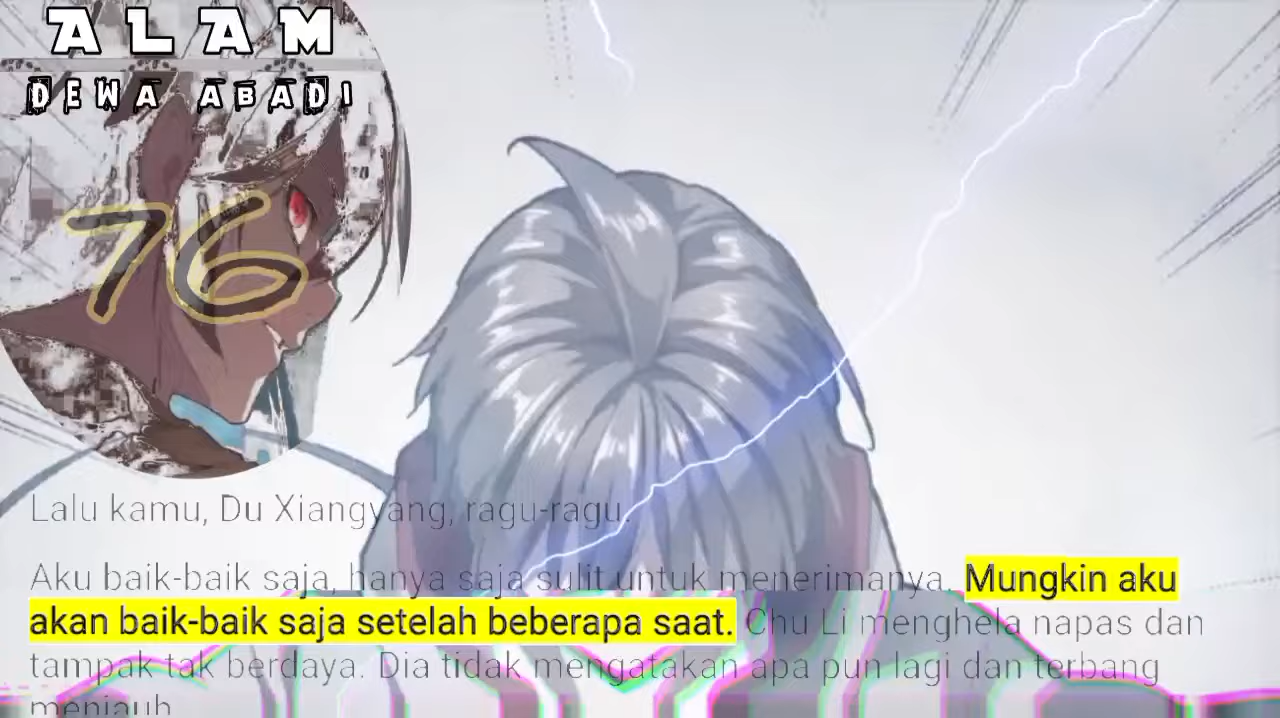 ALAM
DEWA ABADI
76
Lalu kamu, Du Xiangyang, ragu-ragu.
Aku baik-baik saja, hanya saja sulit untuk menerimanya. Mungkin aku
akan baik-baik saja setelah beberapa saat. Chu Li menghela napas dan
tampak tak berdaya. Dia tidak mengatakan apa pun lagi dan terbang
menjauh.